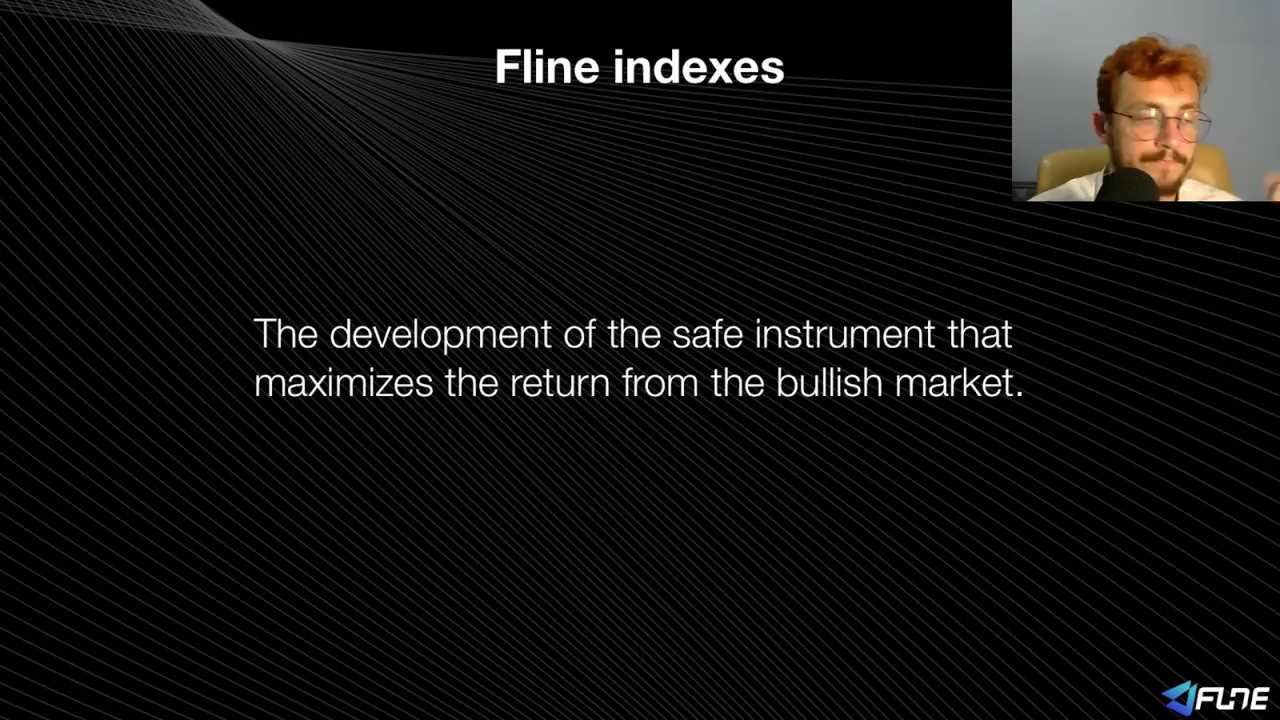 Fline indexes
The development of the safe instrument that
maximizes the return from the bullish market.
FLINE